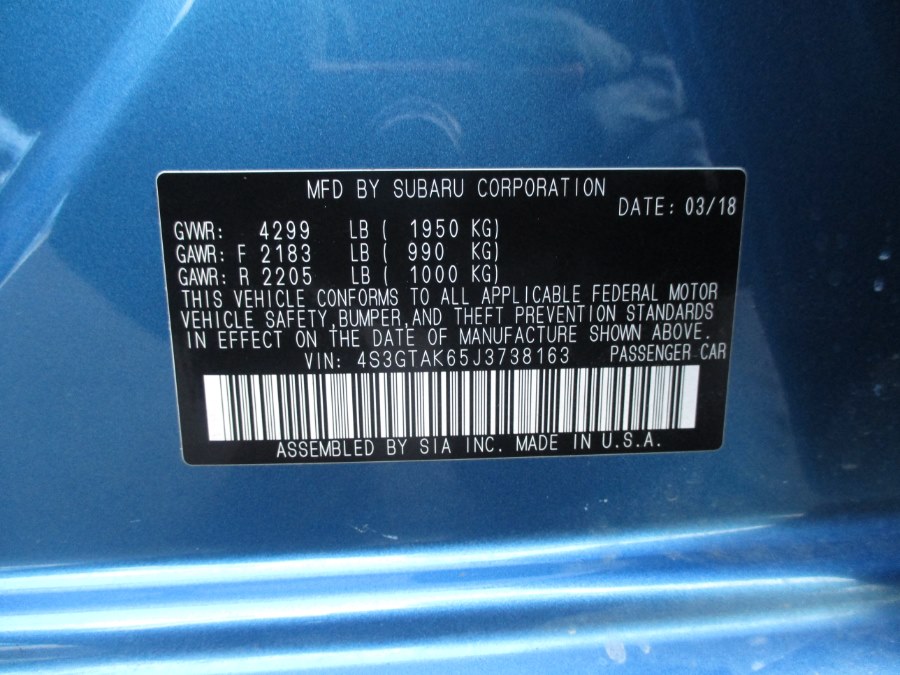 MFD BY SUBARU CORPORATION
DATE: 03/18
GVWR: 4299 LB ( 1950 KG)
GAWR: F 2183 LB ( 990 KG)
GAWR: R 2205 LB ( 1000 KG)
THIS VEHICLE CONFORMS TO ALL APPLICABLE FEDERAL MOTOR
VEHICLE SAFETY, BUMPER, AND THEFT PREVENTION STANDARDS
IN EFFECT ON THE DATE OF MANUFACTURE SHOWN ABOVE.
VIN: 4S3GTAK65J3738163 PASSENGER CAR
ASSEMBLED BY SIA INC. MADE IN U.S.A.